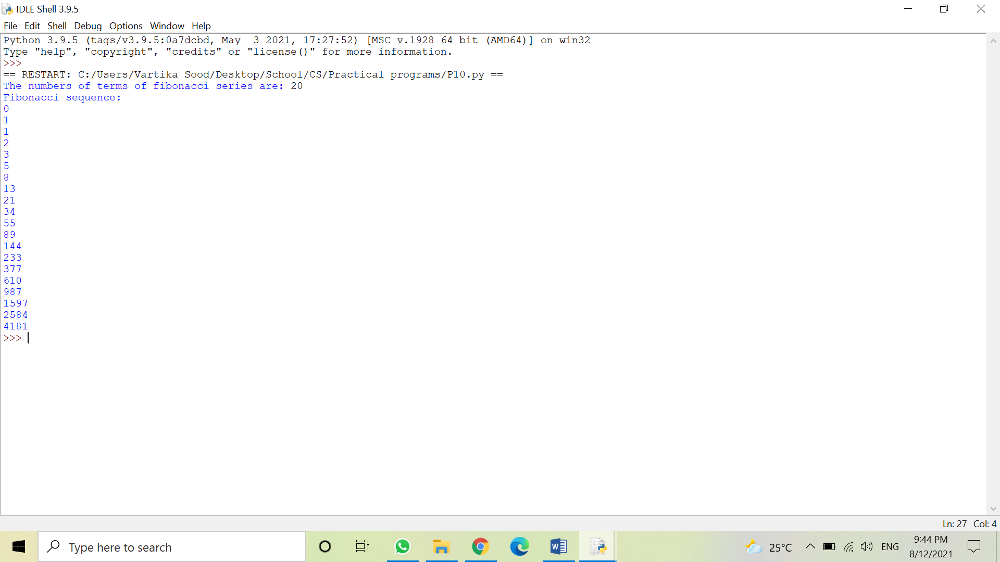 IDLE Shell 3.9.5
File Edit Shell Debug Options Window Help
Python 3.9.5 (tags/v3.9.5:0a7dcbd, May  3 2021, 17:27:52) [MSC v.1928 64 bit (AMD64)] on win32
Type "help", "copyright", "credits" or "license()" for more information.
>>>
== RESTART: C:/Users/Vartika Sood/Desktop/School/CS/Practical programs/P10.py ==
The numbers of terms of fibonacci series are: 20
Fibonacci sequence:
0
1
1
2
3
5
8
13
21
34
55
89
144
233
377
610
987
1597
2584
4181
>>>
Ln: 27 Col: 4
Type here to search
25°C
ENG
9:44 PM
8/12/2021